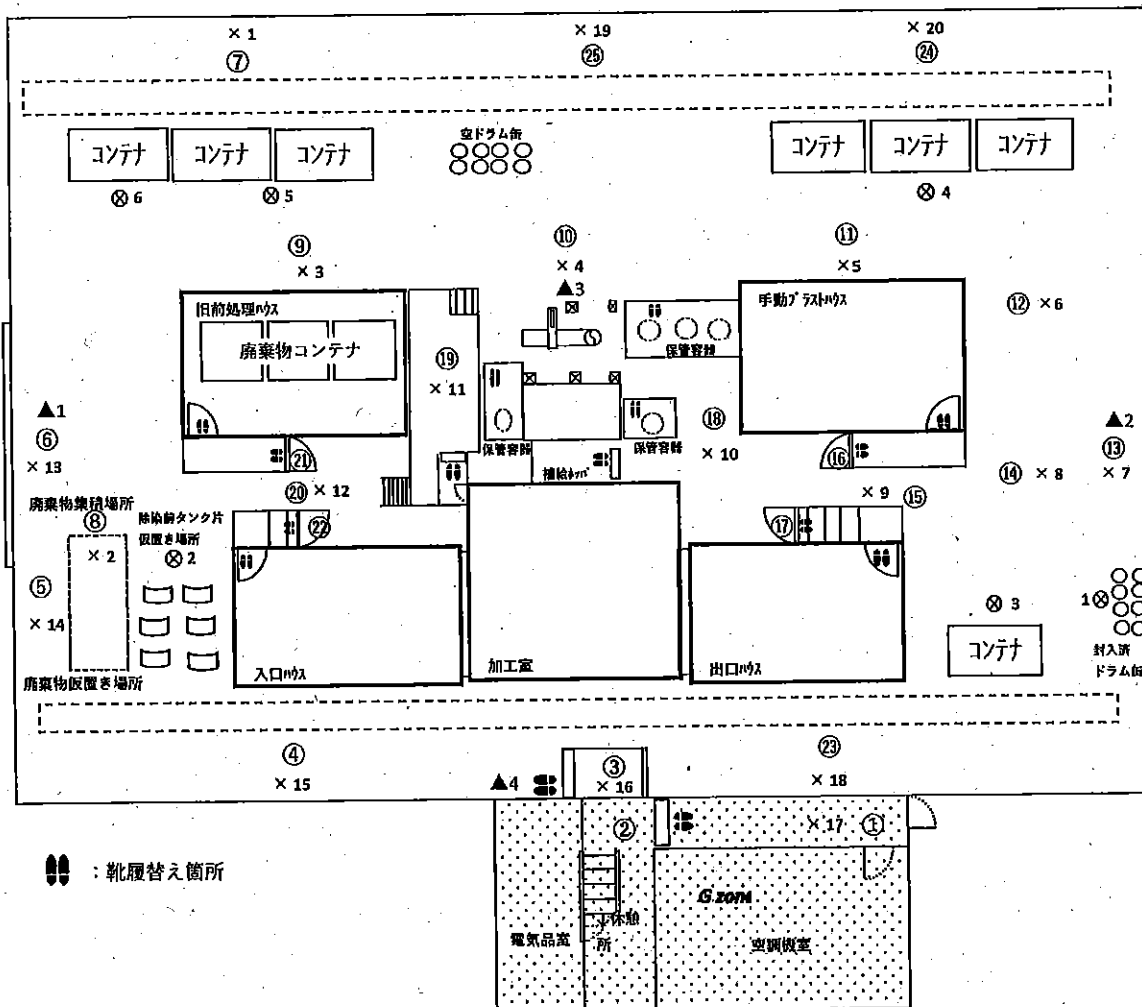 × 1
⑦
× 19
㉕
× 20
㉔
コンテナ
コンテナ
コンテナ
空ドラム缶
コンテナ
コンテナ
コンテナ
⊗ 6
⊗ 5
⊗ 4
⑨
× 3
⑩
× 4
▲3
⑪
×5
⑫ ×6
旧前処理ハウス
廃棄物コンテナ
手動ブラストハウス
保管容器
⑲
× 11
▲1
⑥
× 13
保管容器
保管容器
⑱
× 10
▲2
⑬
× 7
㉑
⑯
⑭ × 8
補給ホッパ
⑳ × 12
× 9 ⑮
廃棄物集積場所
⑧
× 2
除染前タンク片
仮置き場所
⊗2
㉒
⑰
⑤
× 14
⊗ 3
1⊗
コンテナ
封入済
ドラム缶
廃棄物仮置き場所
入口ハウス
加工室
出口ハウス
④
× 15
▲4
③
× 16
㉓
× 18
②
×17 ①
：靴履替え箇所
G zone
休憩
所
電気品室
空調機室